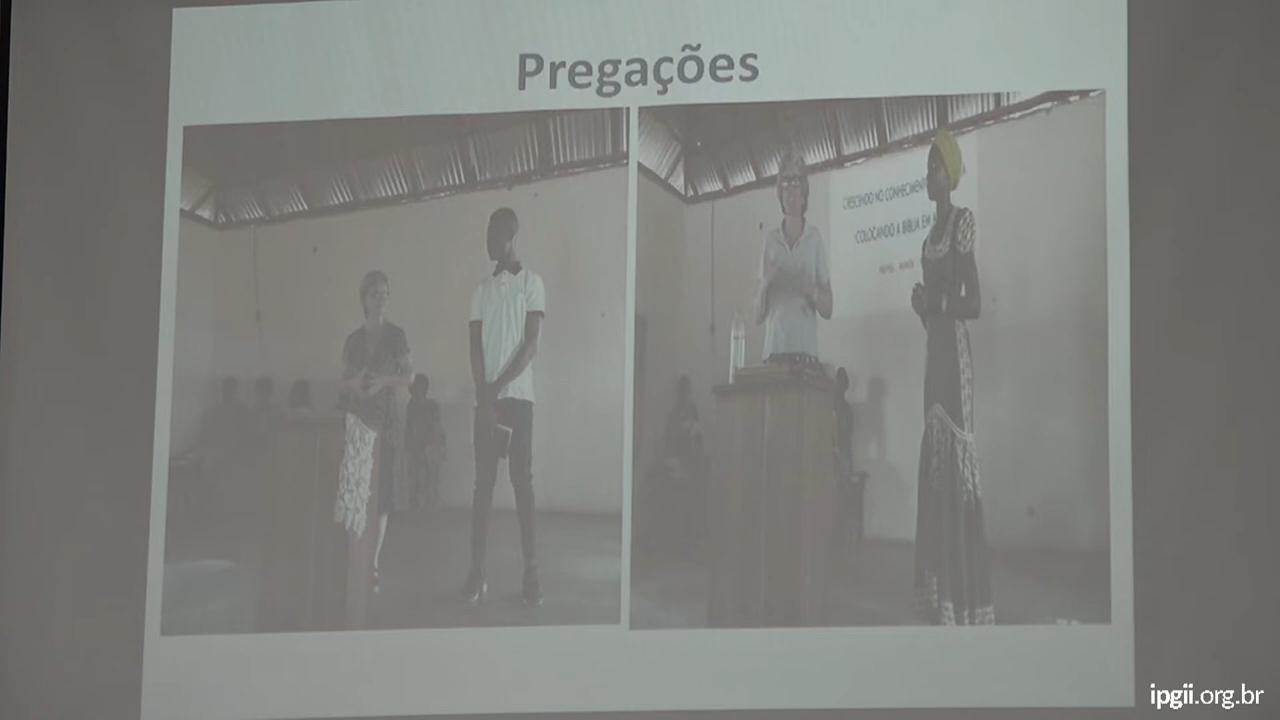 Pregações
CRESCENDO NO CONHECIMENTO
COLOCANDO A BÍBLIA EM
ipgii.org.br